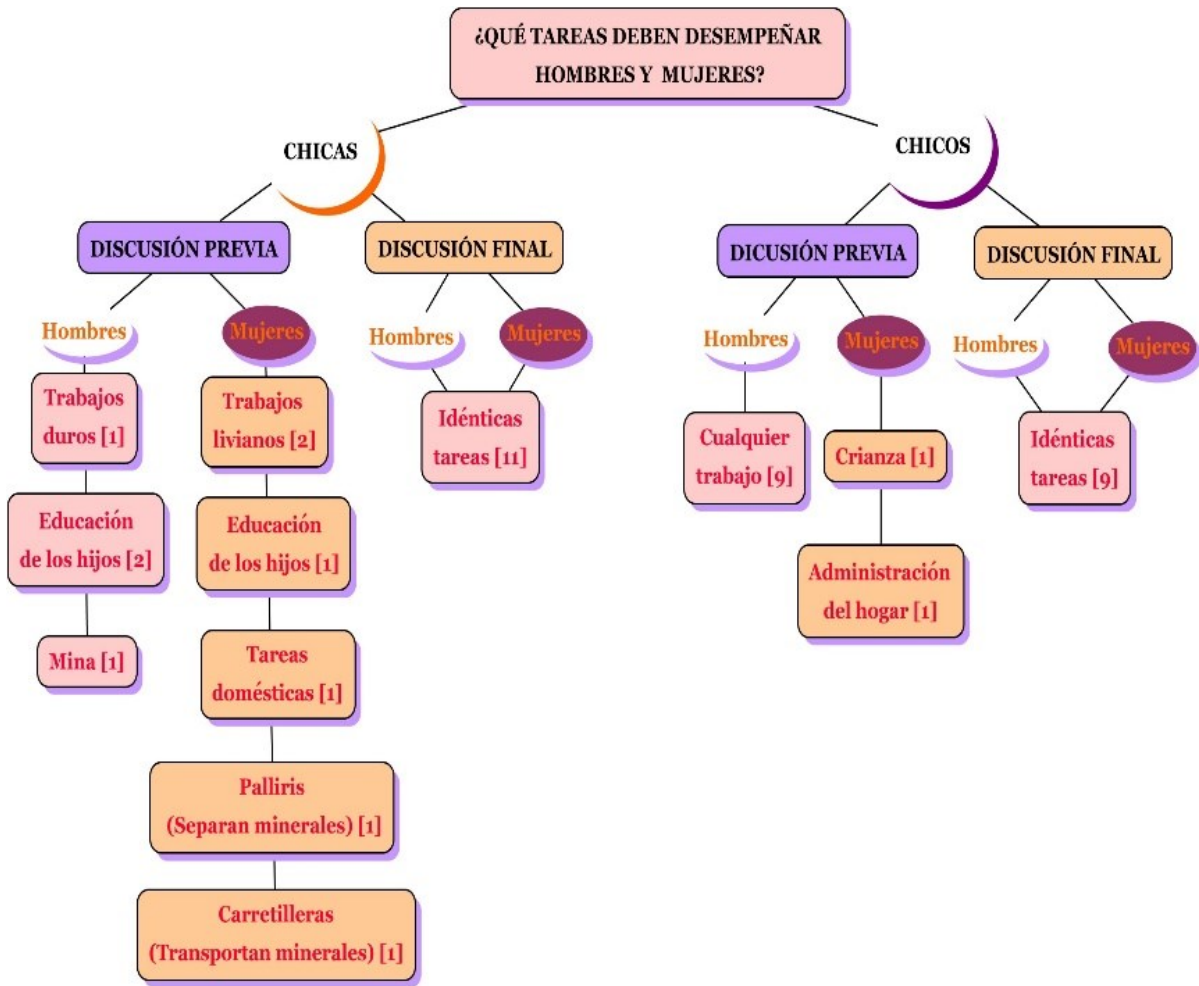 ¿QUÉ TAREAS DEBEN DESEMPEÑAR
HOMBRES Y MUJERES?
CHICAS
DISCUSIÓN PREVIA
Hombres
Trabajos
duros [1]
Educación
de los hijos [2]
Mina [1]
Mujeres
Trabajos
livianos [2]
Educación
de los hijos [1]
Tareas
domésticas [1]
Palliris
(Separan minerales) [1]
Carretilleras
(Transportan minerales) [1]
DISCUSIÓN FINAL
Hombres
Mujeres
Idénticas
tareas [11]
CHICOS
DICUSIÓN PREVIA
Hombres
Cualquier
trabajo [9]
Mujeres
Crianza [1]
Administración
del hogar [1]
DISCUSIÓN FINAL
Hombres
Mujeres
Idénticas
tareas [9]